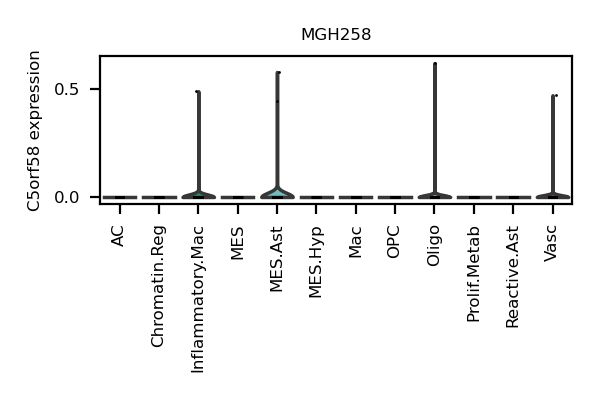 MGH258
C5orf58 expression
0.5
0.0
AC
Chromatin.Reg
Inflammatory.Mac
MES
MES.Ast
MES.Hyp
Mac
OPC
Oligo
Prolif.Metab
Reactive.Ast
Vasc